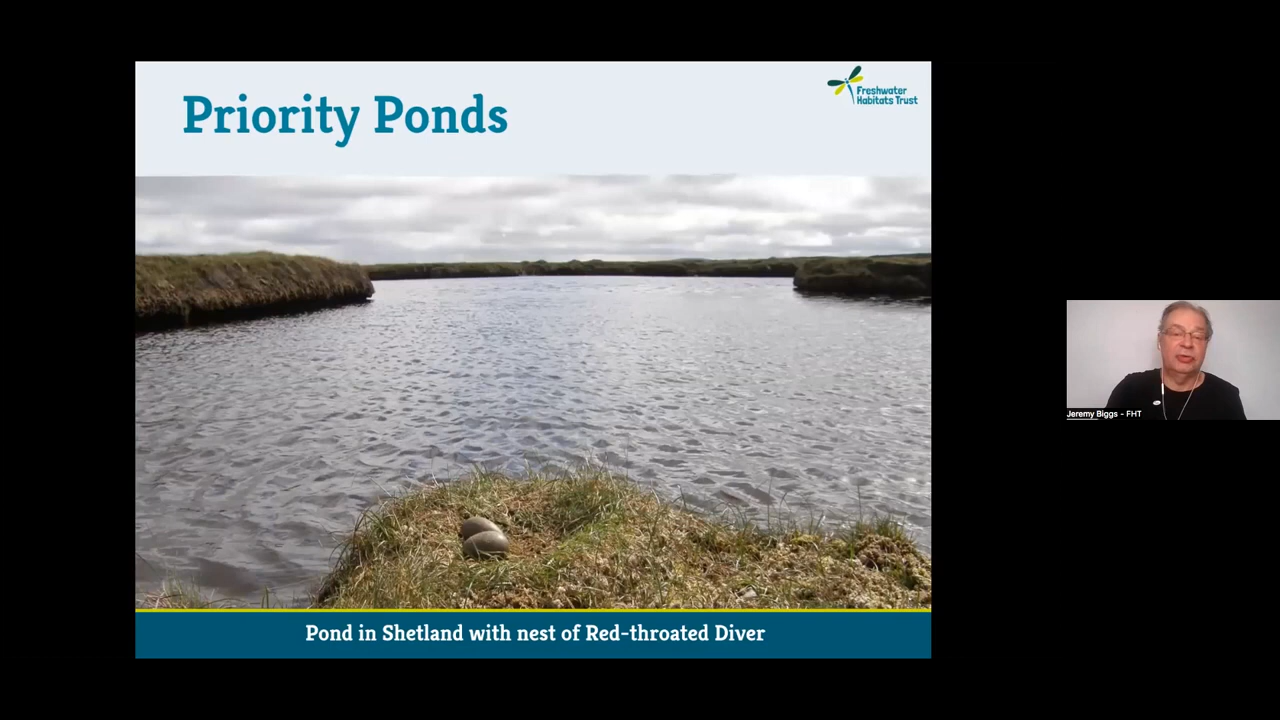 Priority Ponds
Freshwater
Habitats Trust
Pond in Shetland with nest of Red-throated Diver
Jeremy Biggs - FHT